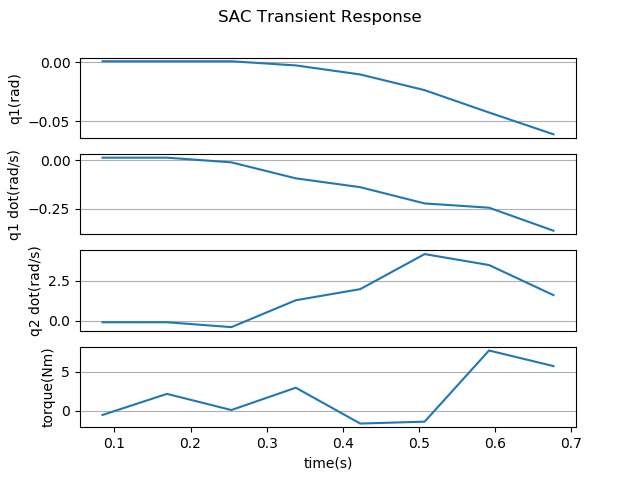 SAC Transient Response
q1(rad)
0.00
−0.05
q1 dot(rad/s)
0.00
−0.25
q2 dot(rad/s)
2.5
0.0
torque(Nm)
5
0
0.1 0.2 0.3 0.4 0.5 0.6 0.7
time(s)